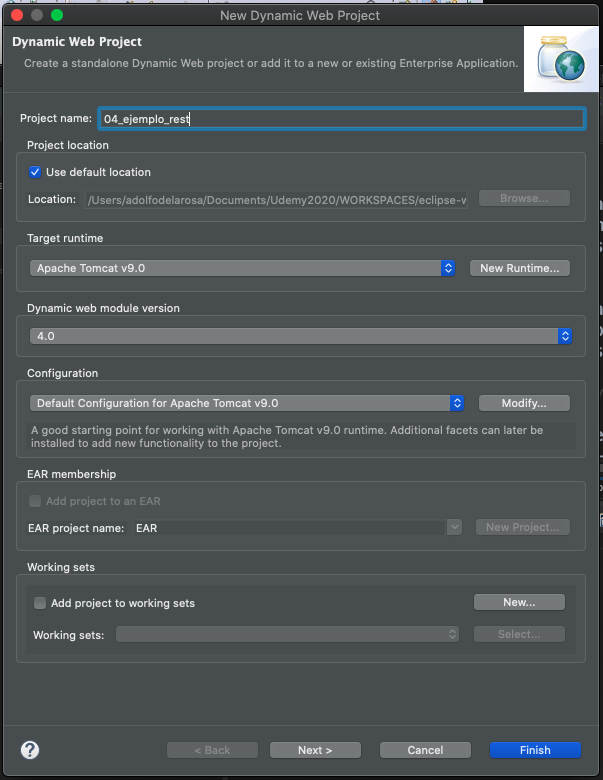 New Dynamic Web Project
Dynamic Web Project
Create a standalone Dynamic Web project or add it to a new or existing Enterprise Application.
Project name: 04_ejemplo_rest
Project location
Use default location
Location: /Users/adolfodelarosa/Documents/Udemy2020/WORKSPACES/eclipse-w Browse...
Target runtime
Apache Tomcat v9.0 New Runtime...
Dynamic web module version
4.0
Configuration
Default Configuration for Apache Tomcat v9.0 Modify...
A good starting point for working with Apache Tomcat v9.0 runtime. Additional facets can later be
installed to add new functionality to the project.
EAR membership
Add project to an EAR
EAR project name: EAR New Project...
Working sets
Add project to working sets New...
Working sets: Select...
? < Back Next > Cancel Finish